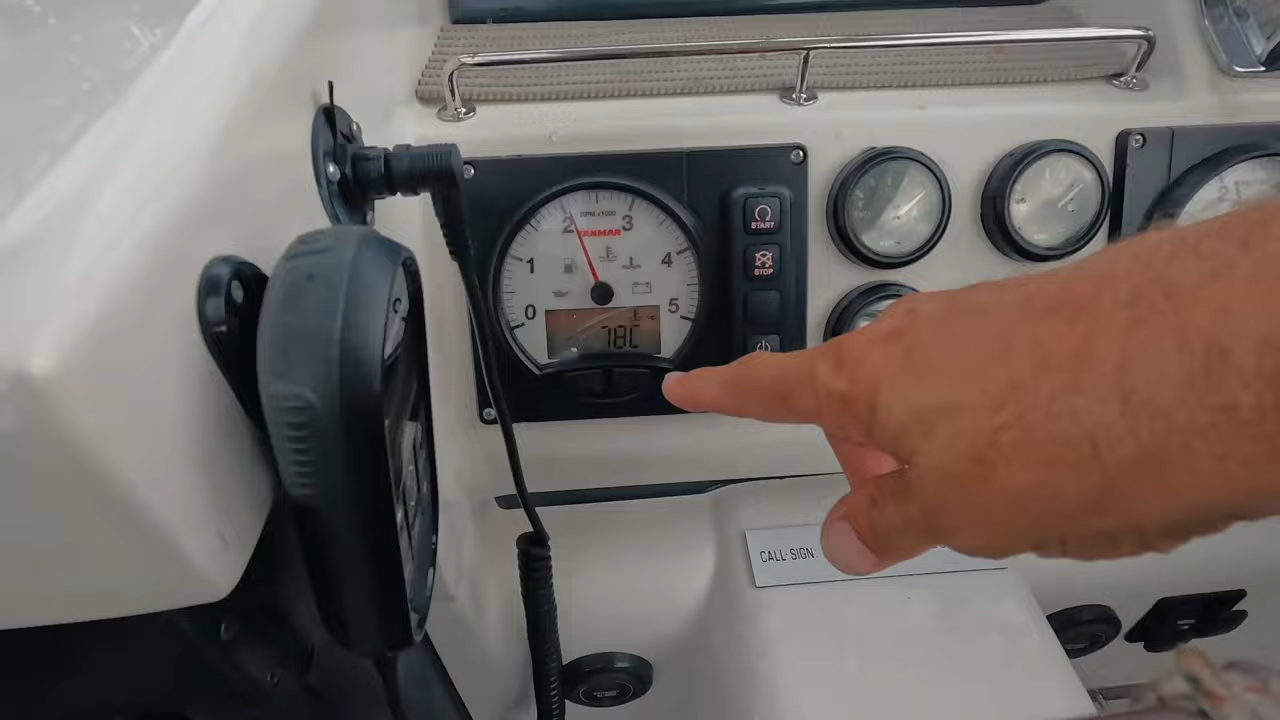 RPM x1000
YANMAR
0 1 2 3 4 5
78C
START
STOP
CALL-SIGN